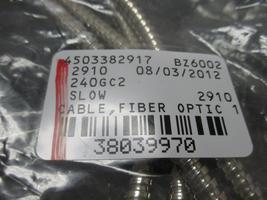 4503382917 BZ6002
2910 08/03/2012
240GC2
SLOW 2910
CABLE, FIBER OPTIC 1
38039970